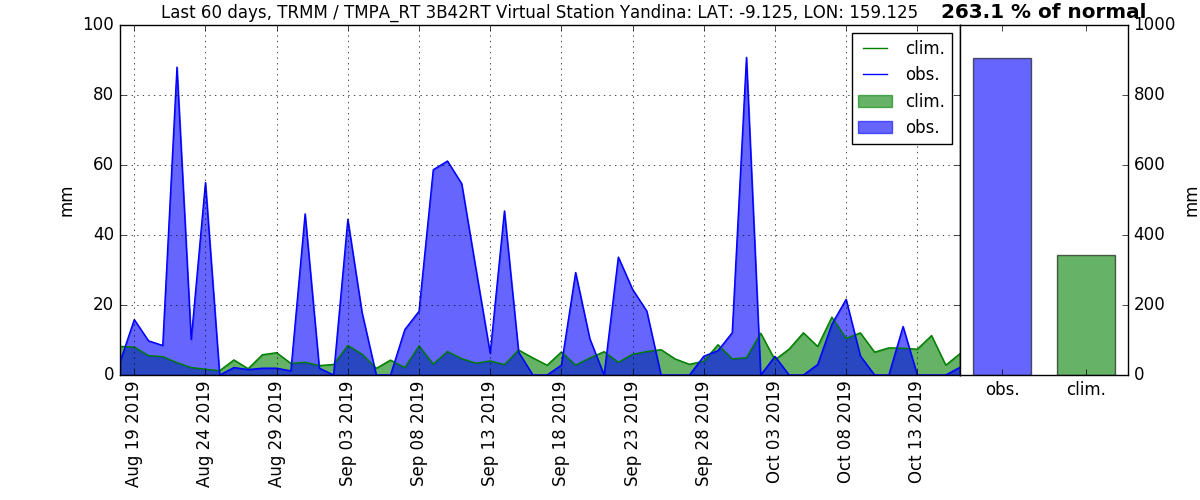 Last 60 days, TRMM / TMPA_RT 3B42RT Virtual Station Yandina: LAT: -9.125, LON: 159.125
263.1 % of normal
100
80
60
40
20
0
mm
clim.
obs.
clim.
obs.
1000
800
600
400
200
0
mm
Aug 19 2019
Aug 24 2019
Aug 29 2019
Sep 03 2019
Sep 08 2019
Sep 13 2019
Sep 18 2019
Sep 23 2019
Sep 28 2019
Oct 03 2019
Oct 08 2019
Oct 13 2019
obs.
clim.